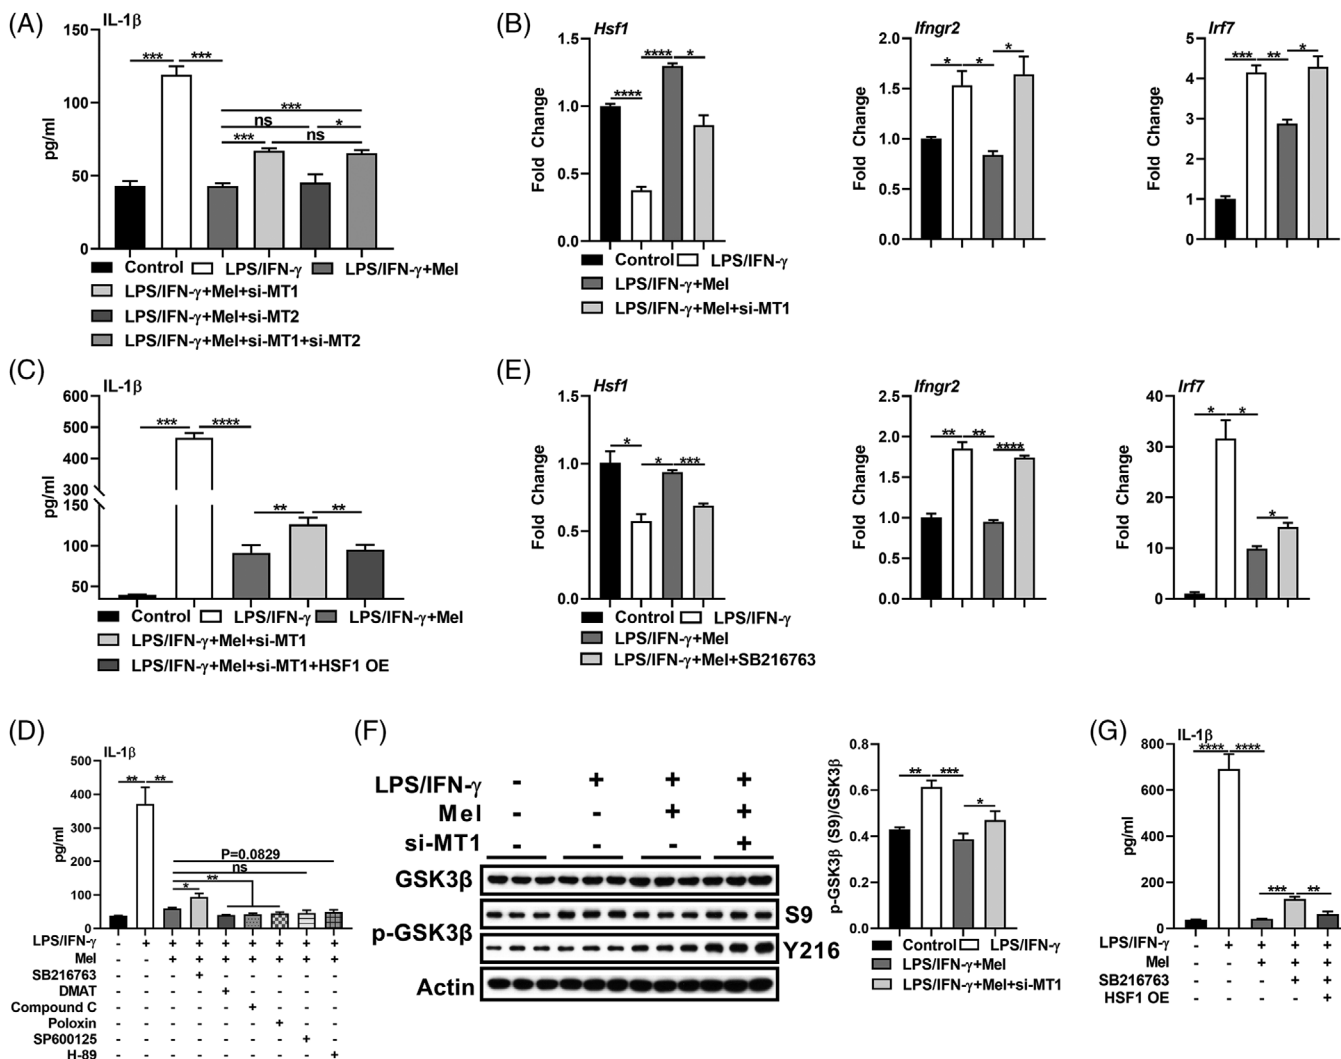 (A)
IL-1β
150
100
50
0
pg/ml
*** ***
***
ns *
*** ns
Control LPS/IFN-γ LPS/IFN-γ+Mel
LPS/IFN-γ+Mel+si-MT1
LPS/IFN-γ+Mel+si-MT2
LPS/IFN-γ+Mel+si-MT1+si-MT2
(B)
Hsf1
1.5
1.0
0.5
0.0
Fold Change
**** *
****
Control LPS/IFN-γ
LPS/IFN-γ+Mel
LPS/IFN-γ+Mel+si-MT1
Ifngr2
2.0
1.5
1.0
0.5
0.0
Fold Change
*
* *
Irf7
5
4
3
2
1
0
Fold Change
*** ** *
(C)
IL-1β
600
500
400
300
150
100
50
pg/ml
*** ****
** **
Control LPS/IFN-γ LPS/IFN-γ+Mel
LPS/IFN-γ+Mel+si-MT1
LPS/IFN-γ+Mel+si-MT1+HSF1 OE
(E)
Hsf1
1.5
1.0
0.5
0.0
Fold Change
*
* ***
Control LPS/IFN-γ
LPS/IFN-γ+Mel
LPS/IFN-γ+Mel+SB216763
Ifngr2
2.5
2.0
1.5
1.0
0.5
0.0
Fold Change
** **
****
Irf7
40
30
20
10
0
Fold Change
* *
*
(D)
IL-1β
500
400
300
200
100
0
pg/ml
** **
P=0.0829
ns
**
*
LPS/IFN-γ - + + + + + + + +
Mel - - + + + + + + +
SB216763 - - - + - - - - -
DMAT - - - - + - - - -
Compound C - - - - - + - - -
Poloxin - - - - - - + - -
SP600125 - - - - - - - + -
H-89 - - - - - - - - +
(F)
LPS/IFN-γ - + + +
Mel - - + +
si-MT1 - - - +
GSK3β
p-GSK3β
S9
Y216
Actin
0.8
0.6
0.4
0.2
0.0
p-GSK3β (S9)/GSK3β
** ***
*
Control LPS/IFN-γ
LPS/IFN-γ+Mel
LPS/IFN-γ+Mel+si-MT1
(G)
IL-1β
800
600
400
200
0
pg/ml
**** ****
*** **
LPS/IFN-γ - + + + +
Mel - - + + +
SB216763 - - - + +
HSF1 OE - - - - +